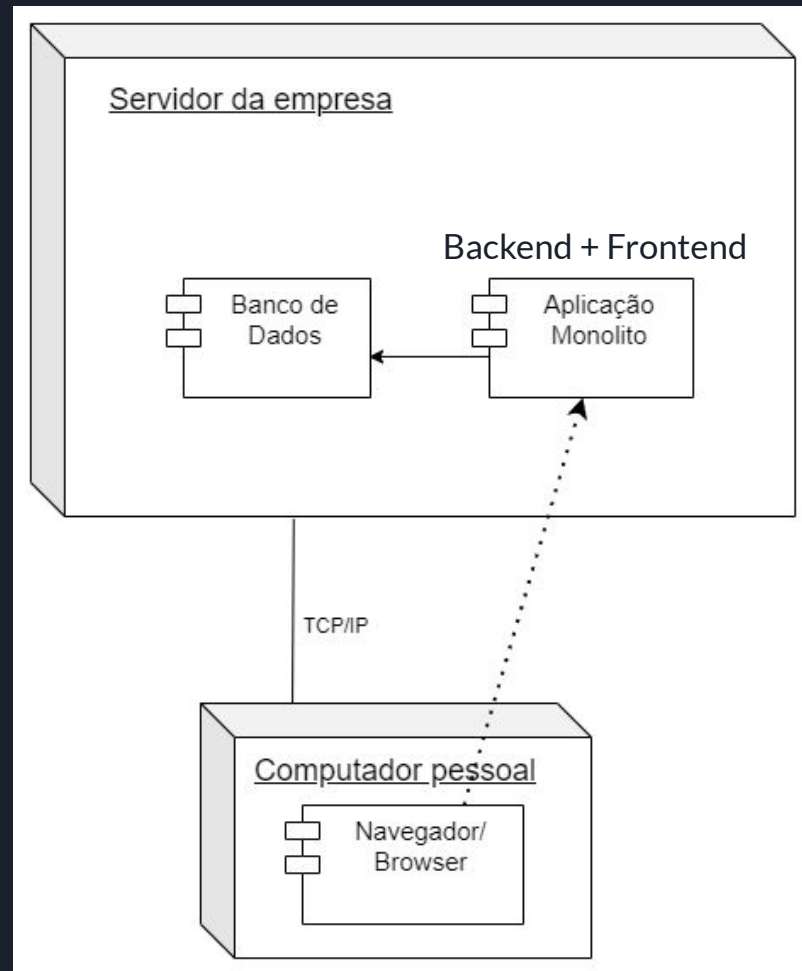 Servidor da empresa
Backend + Frontend
Banco de
Dados
Aplicação
Monolito
TCP/IP
Computador pessoal
Navegador/
Browser